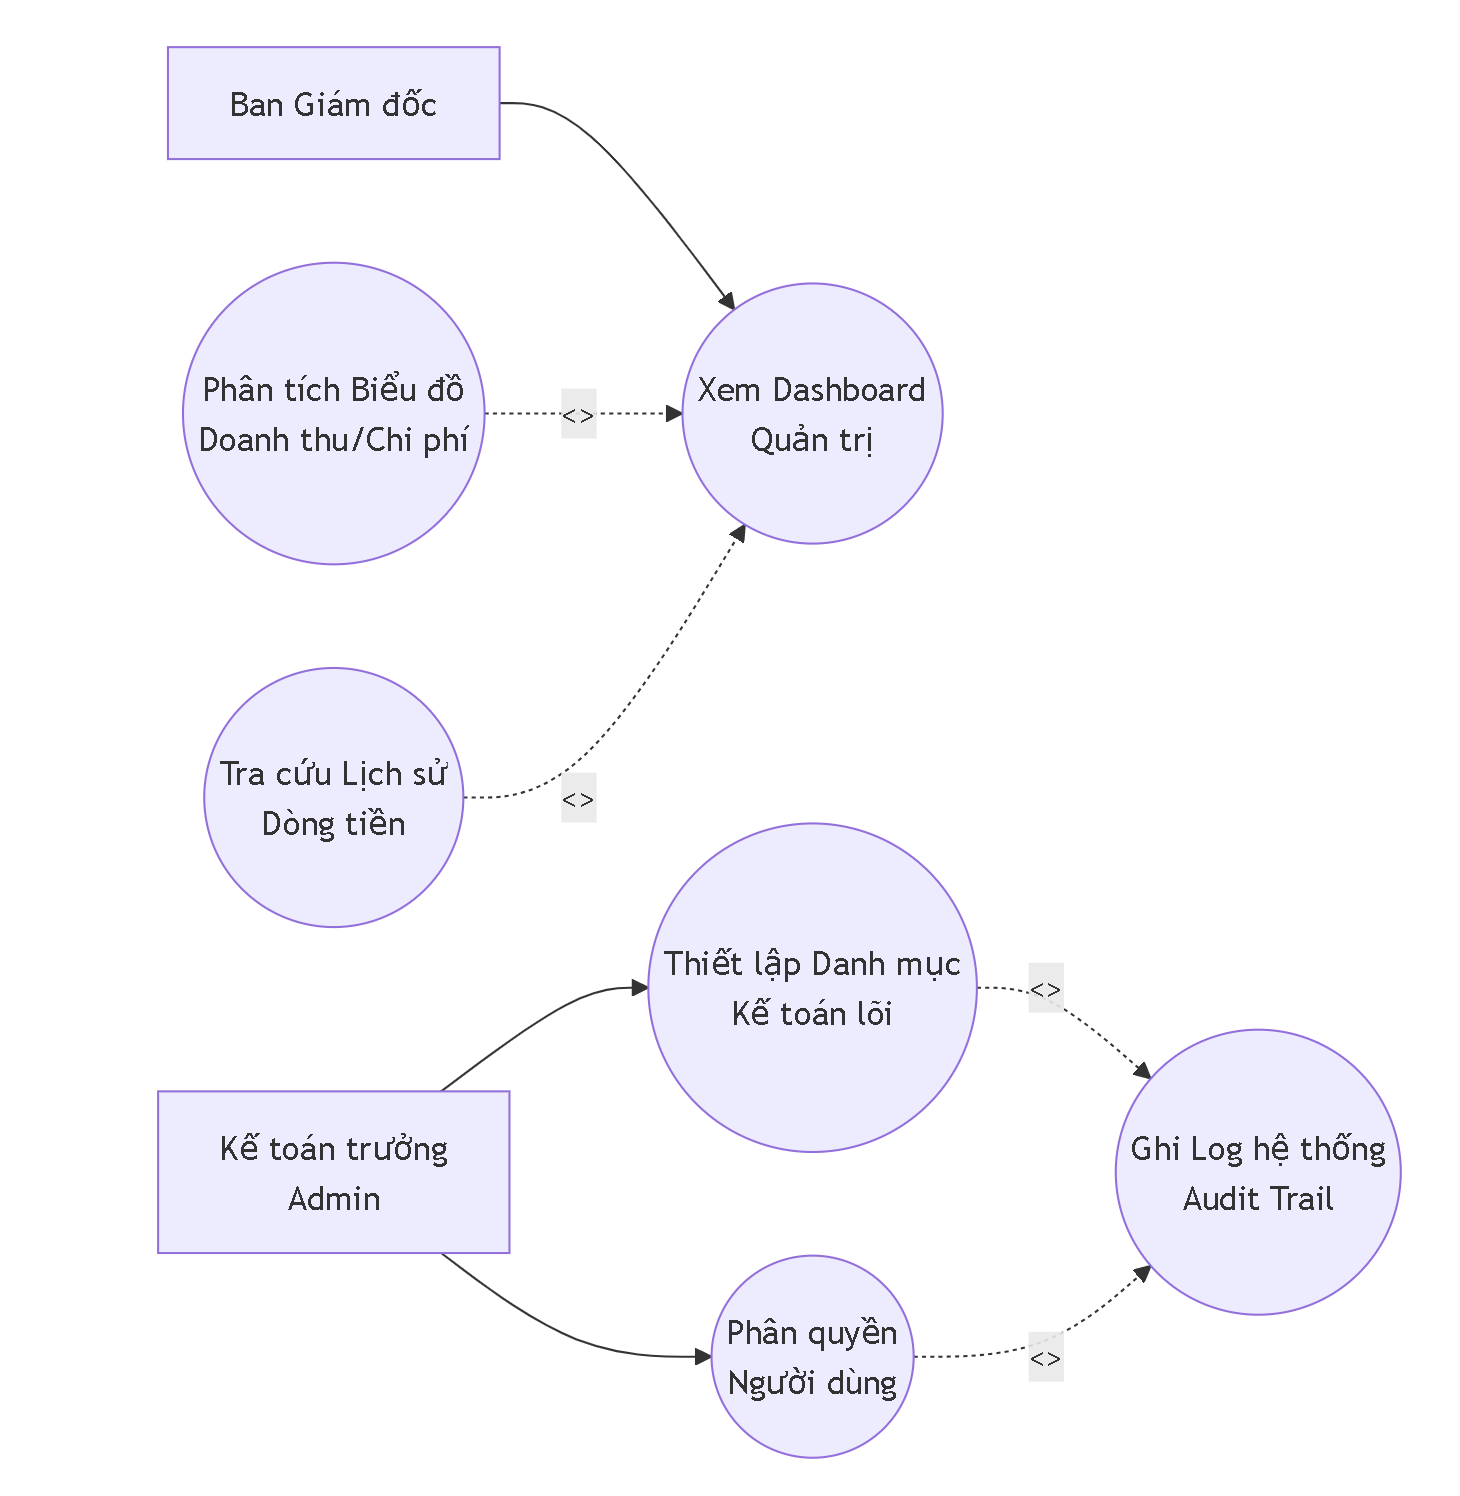 Ban Giám đốc
Phân tích Biểu đồ
Doanh thu/Chi phí
<>
Xem Dashboard
Quản trị
Tra cứu Lịch sử
Dòng tiền
<>
Thiết lập Danh mục
Kế toán lõi
<>
Kế toán trưởng
Admin
Ghi Log hệ thống
Audit Trail
Phân quyền
Người dùng
<>